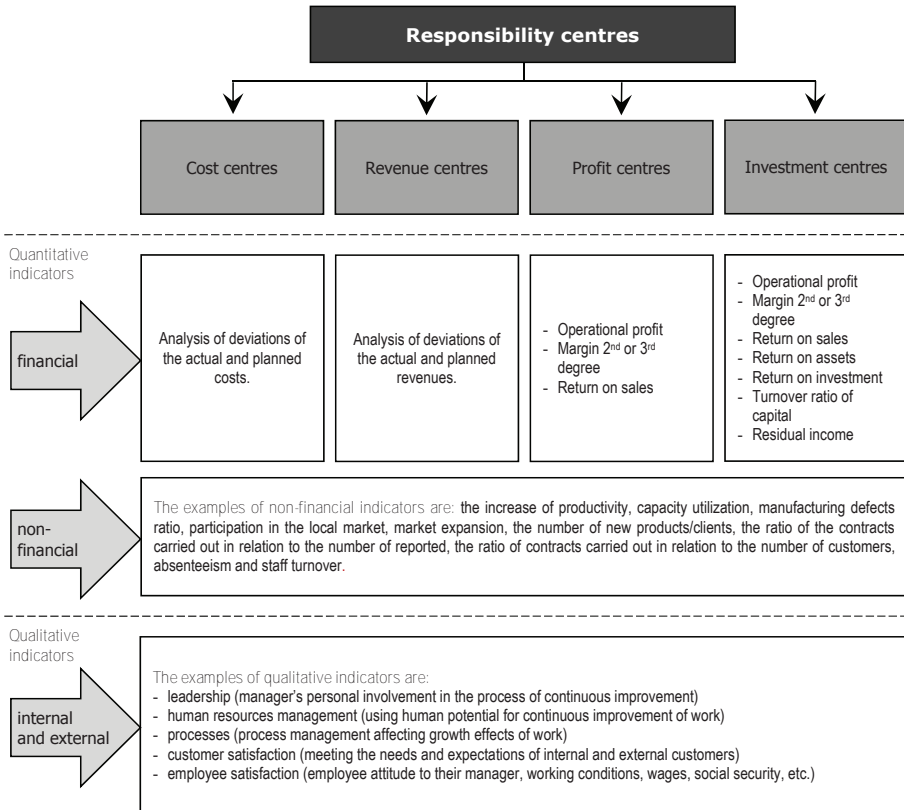 Responsibility centres
Cost centres
Revenue centres
Profit centres
Investment centres
Quantitative
indicators
financial
Analysis of deviations of
the actual and planned
costs.
Analysis of deviations of
the actual and planned
revenues.
- Operational profit
- Margin 2nd or 3rd
degree
- Return on sales
- Operational profit
- Margin 2nd or 3rd
degree
- Return on sales
- Return on assets
- Return on investment
- Turnover ratio of
capital
- Residual income
non-
financial
The examples of non-financial indicators are: the increase of productivity, capacity utilization, manufacturing defects
ratio, participation in the local market, market expansion, the number of new products/clients, the ratio of the contracts
carried out in relation to the number of reported, the ratio of contracts carried out in relation to the number of customers,
absenteeism and staff turnover.
Qualitative
indicators
internal
and external
The examples of qualitative indicators are:
- leadership (manager's personal involvement in the process of continuous improvement)
- human resources management (using human potential for continuous improvement of work)
- processes (process management affecting growth effects of work)
- customer satisfaction (meeting the needs and expectations of internal and external customers)
- employee satisfaction (employee attitude to their manager, working conditions, wages, social security, etc.)